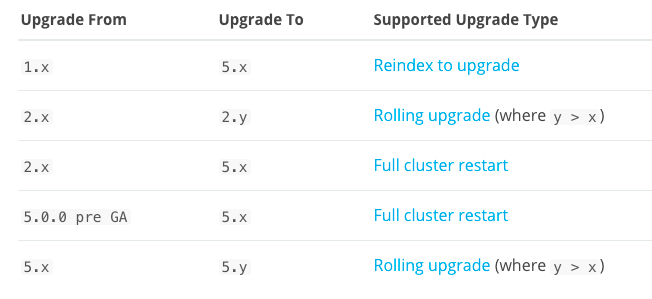 Upgrade From Upgrade To Supported Upgrade Type
1.x 5.x Reindex to upgrade
2.x 2.y Rolling upgrade (where y > x)
2.x 5.x Full cluster restart
5.0.0 pre GA 5.x Full cluster restart
5.x 5.y Rolling upgrade (where y > x)